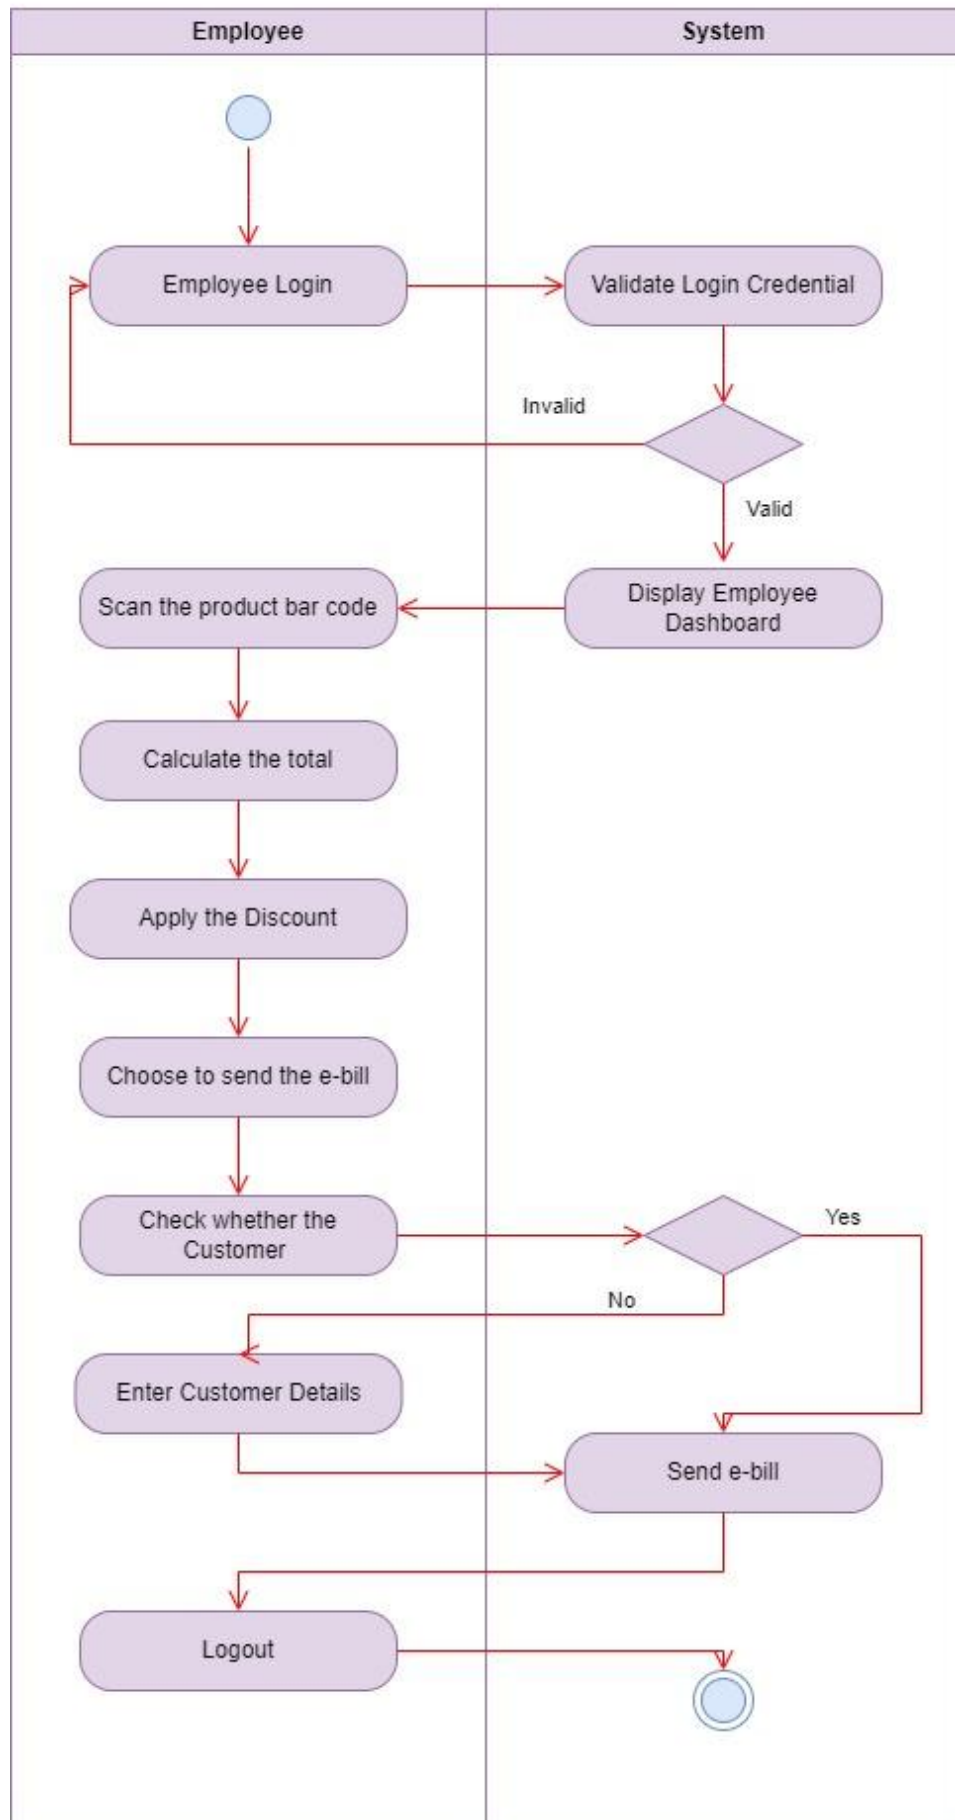 Employee
System
Employee Login
Validate Login Credential
Invalid
Valid
Scan the product bar code
Display Employee
Dashboard
Calculate the total
Apply the Discount
Choose to send the e-bill
Check whether the
Customer
Yes
No
Enter Customer Details
Send e-bill
Logout